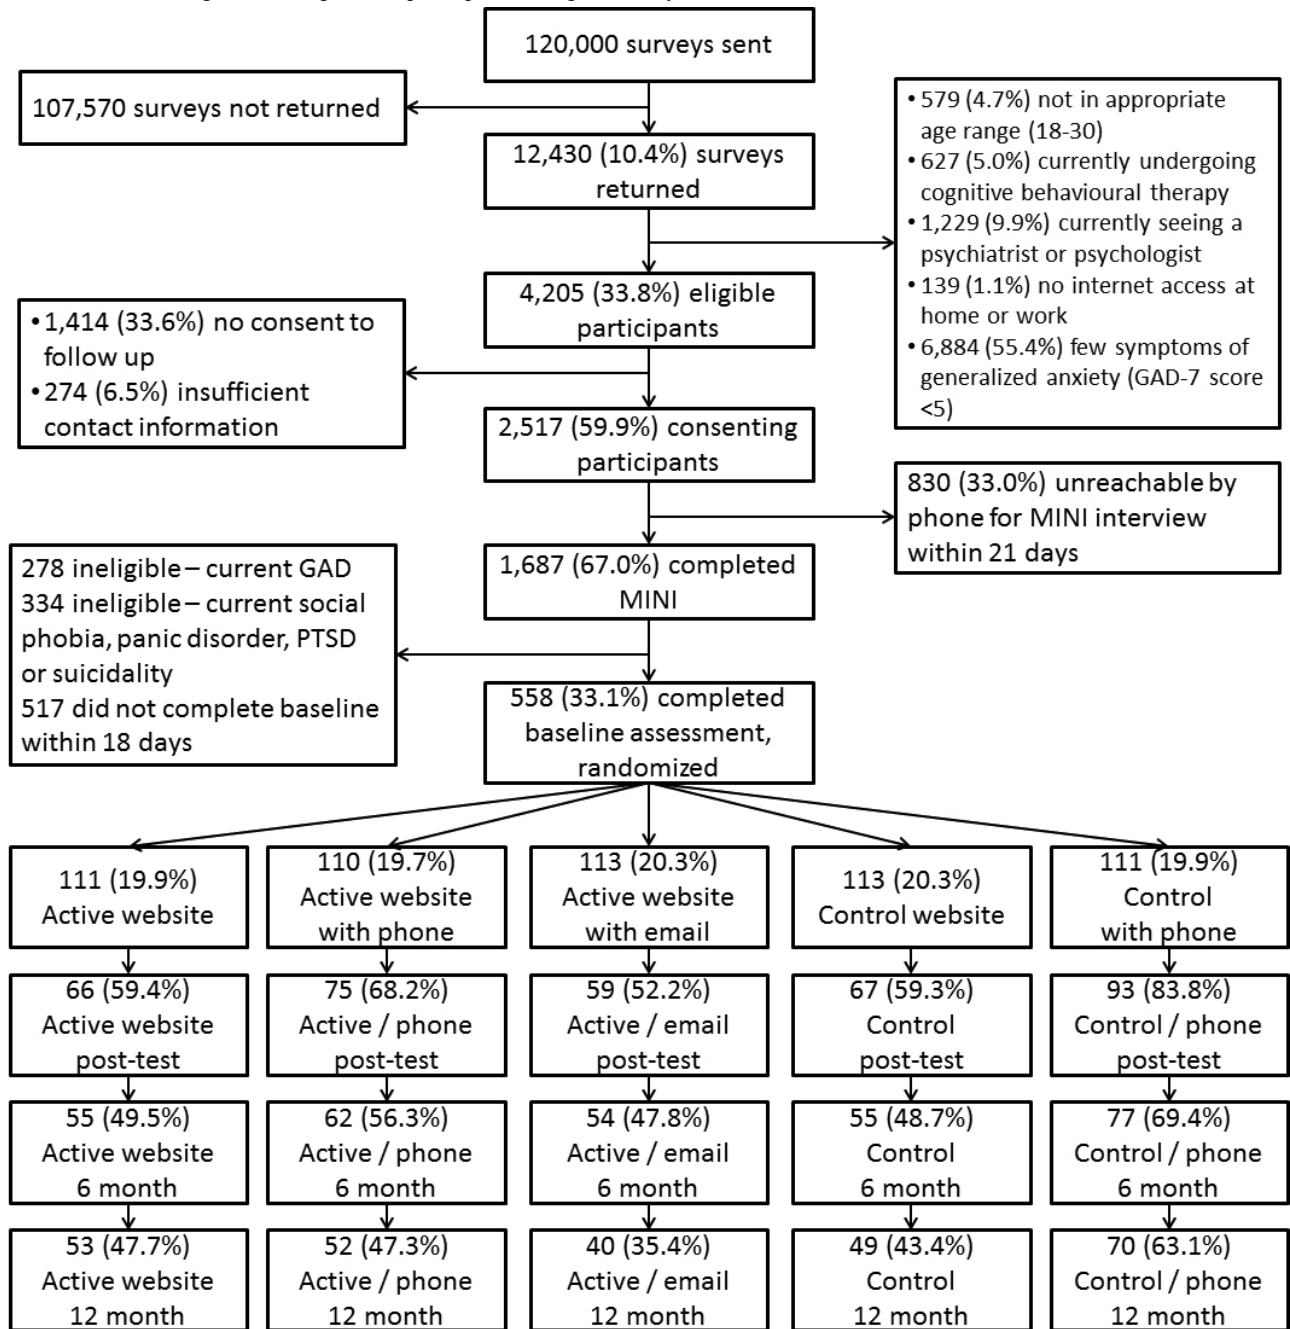 120,000 surveys sent
107,570 surveys not returned
12,430 (10.4%) surveys
returned
• 579 (4.7%) not in appropriate
age range (18-30)
• 627 (5.0%) currently undergoing
cognitive behavioural therapy
• 1,229 (9.9%) currently seeing a
psychiatrist or psychologist
• 139 (1.1%) no internet access at
home or work
• 6,884 (55.4%) few symptoms of
generalized anxiety (GAD-7 score
<5)
4,205 (33.8%) eligible
participants
• 1,414 (33.6%) no consent to
follow up
• 274 (6.5%) insufficient
contact information
2,517 (59.9%) consenting
participants
830 (33.0%) unreachable by
phone for MINI interview
within 21 days
1,687 (67.0%) completed
MINI
278 ineligible – current GAD
334 ineligible – current social
phobia, panic disorder, PTSD
or suicidality
517 did not complete baseline
within 18 days
558 (33.1%) completed
baseline assessment,
randomized
111 (19.9%)
Active website
110 (19.7%)
Active website
with phone
113 (20.3%)
Active website
with email
113 (20.3%)
Control website
111 (19.9%)
Control
with phone
66 (59.4%)
Active website
post-test
75 (68.2%)
Active / phone
post-test
59 (52.2%)
Active / email
post-test
67 (59.3%)
Control
post-test
93 (83.8%)
Control / phone
post-test
55 (49.5%)
Active website
6 month
62 (56.3%)
Active / phone
6 month
54 (47.8%)
Active / email
6 month
55 (48.7%)
Control
6 month
77 (69.4%)
Control / phone
6 month
53 (47.7%)
Active website
12 month
52 (47.3%)
Active / phone
12 month
40 (35.4%)
Active / email
12 month
49 (43.4%)
Control
12 month
70 (63.1%)
Control / phone
12 month